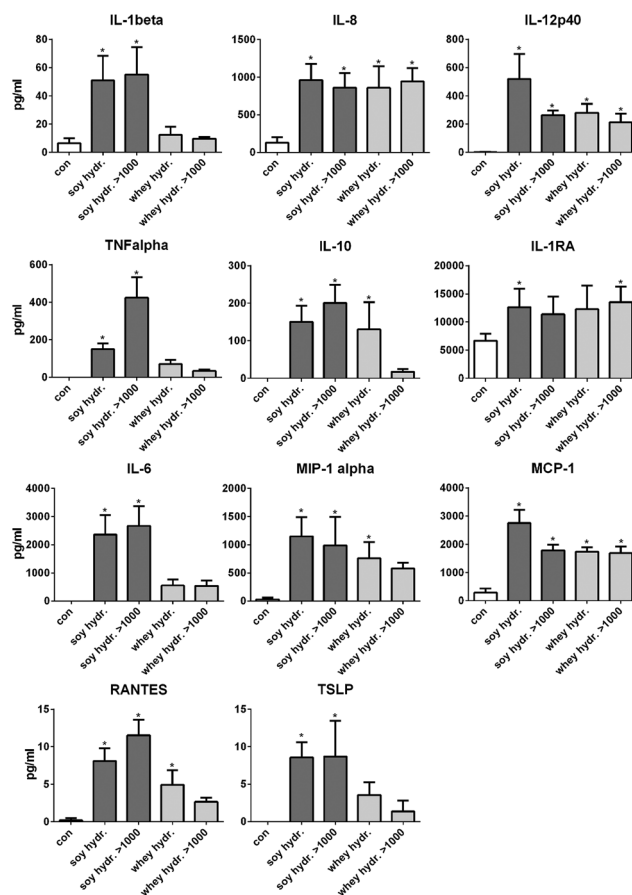 IL-1beta
pg/ml
80
60
40
20
0
*
*
con
soy hydr.
soy hydr. >1000
whey hydr.
whey hydr. >1000
IL-8
1500
1000
500
0
*
*
*
*
con
soy hydr.
soy hydr. >1000
whey hydr.
whey hydr. >1000
IL-12p40
800
600
400
200
0
*
*
*
*
con
soy hydr.
soy hydr. >1000
whey hydr.
whey hydr. >1000
TNFalpha
pg/ml
600
400
200
0
*
*
con
soy hydr.
soy hydr. >1000
whey hydr.
whey hydr. >1000
IL-10
300
200
100
0
*
*
*
con
soy hydr.
soy hydr. >1000
whey hydr.
whey hydr. >1000
IL-1RA
20000
15000
10000
5000
0
*
*
con
soy hydr.
soy hydr. >1000
whey hydr.
whey hydr. >1000
IL-6
pg/ml
4000
3000
2000
1000
0
*
*
con
soy hydr.
soy hydr. >1000
whey hydr.
whey hydr. >1000
MIP-1 alpha
2000
1500
1000
500
0
*
*
*
con
soy hydr.
soy hydr. >1000
whey hydr.
whey hydr. >1000
MCP-1
4000
3000
2000
1000
0
*
*
*
*
con
soy hydr.
soy hydr. >1000
whey hydr.
whey hydr. >1000
RANTES
pg/ml
15
10
5
0
*
*
*
con
soy hydr.
soy hydr. >1000
whey hydr.
whey hydr. >1000
TSLP
15
10
5
0
*
*
con
soy hydr.
soy hydr. >1000
whey hydr.
whey hydr. >1000